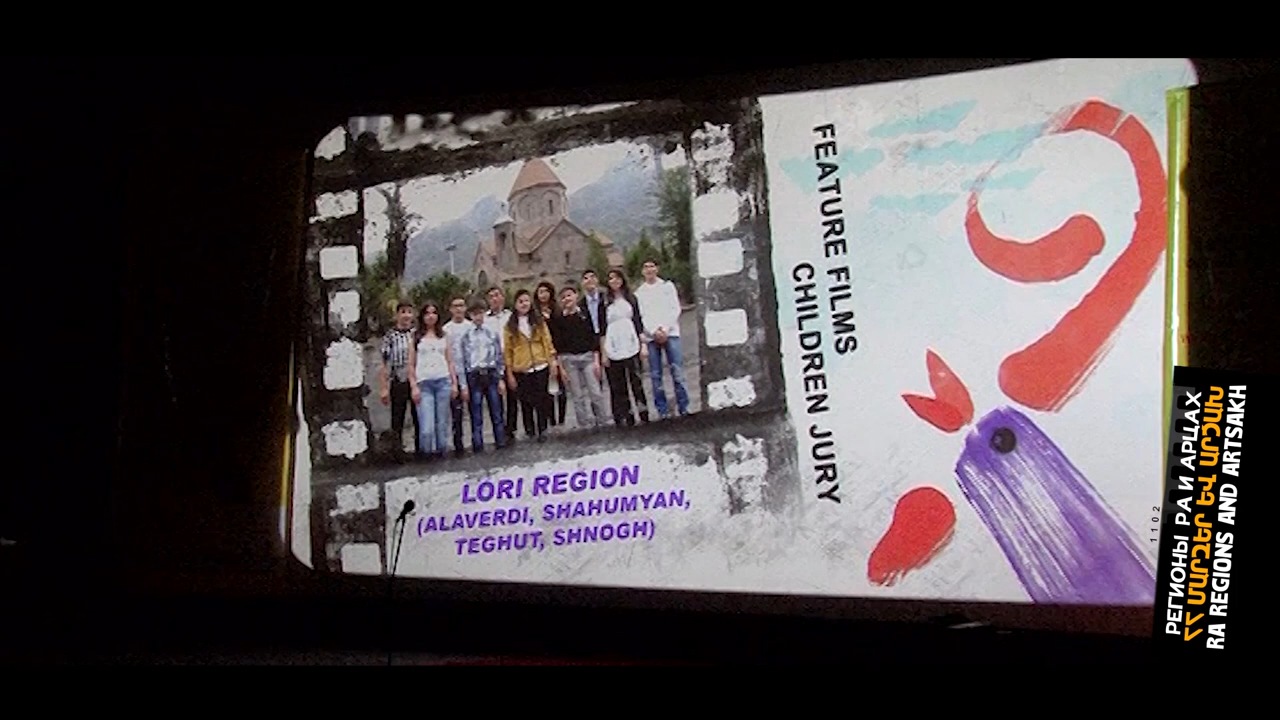 FEATURE FILMS
CHILDREN JURY
LORI REGION
(ALAVERDI, SHAHUMYAN,
TEGHUT, SHNOGH)
1102
РЕГИОНЫ РА И АРЦАХ
ՀՀ ՄԱՐԶԵՐ ԵՎ ԱՐՑԱԽ
RA REGIONS AND ARTSAKH